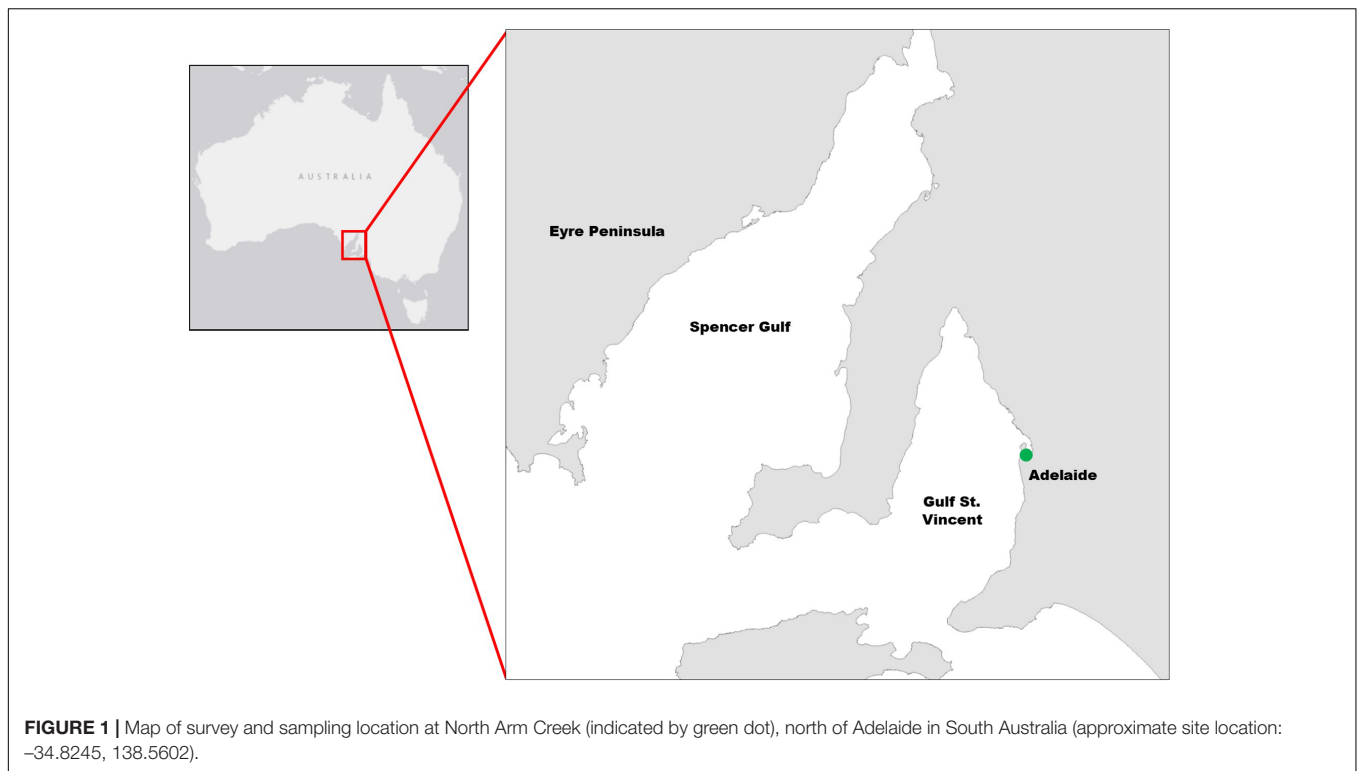 AUSTRALIA
Eyre Peninsula
Spencer Gulf
Adelaide
Gulf St.
Vincent
FIGURE 1 | Map of survey and sampling location at North Arm Creek (indicated by green dot), north of Adelaide in South Australia (approximate site location:
–34.8245, 138.5602).